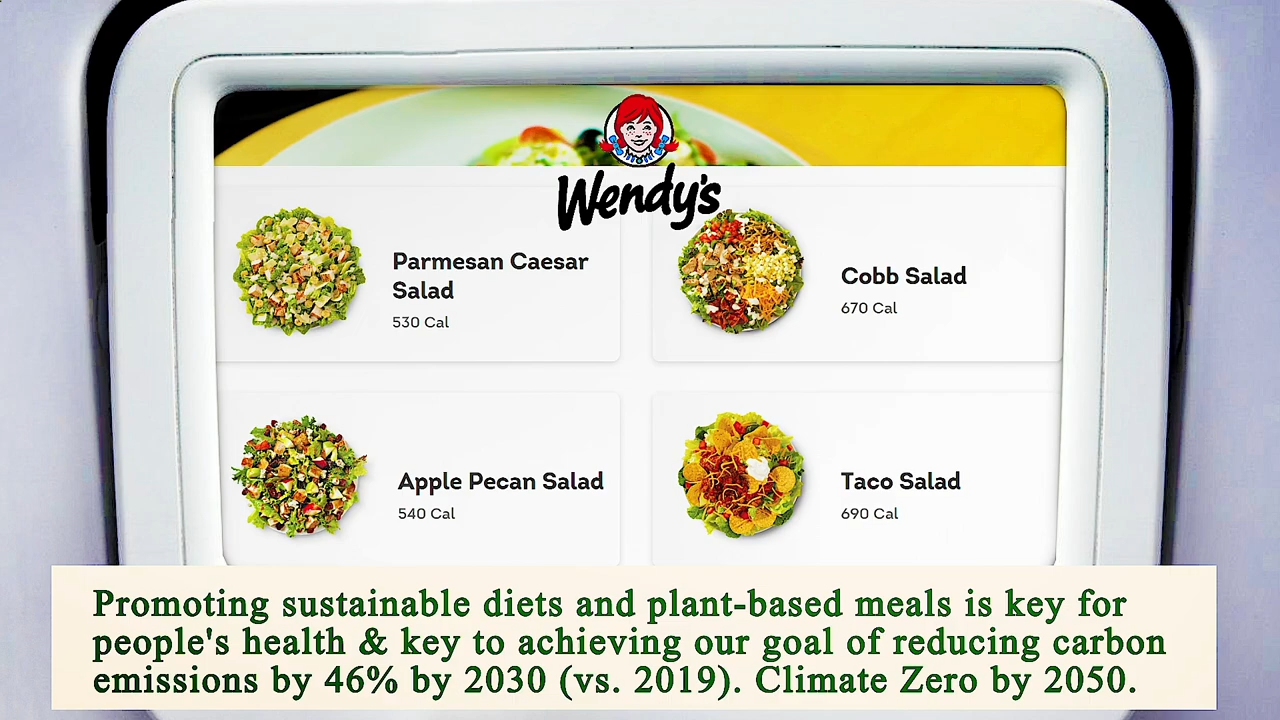 Wendy's
Parmesan Caesar
Salad
530 Cal
Cobb Salad
670 Cal
Apple Pecan Salad
540 Cal
Taco Salad
690 Cal
Promoting sustainable diets and plant-based meals is key for
people's health & key to achieving our goal of reducing carbon
emissions by 46% by 2030 (vs. 2019). Climate Zero by 2050.